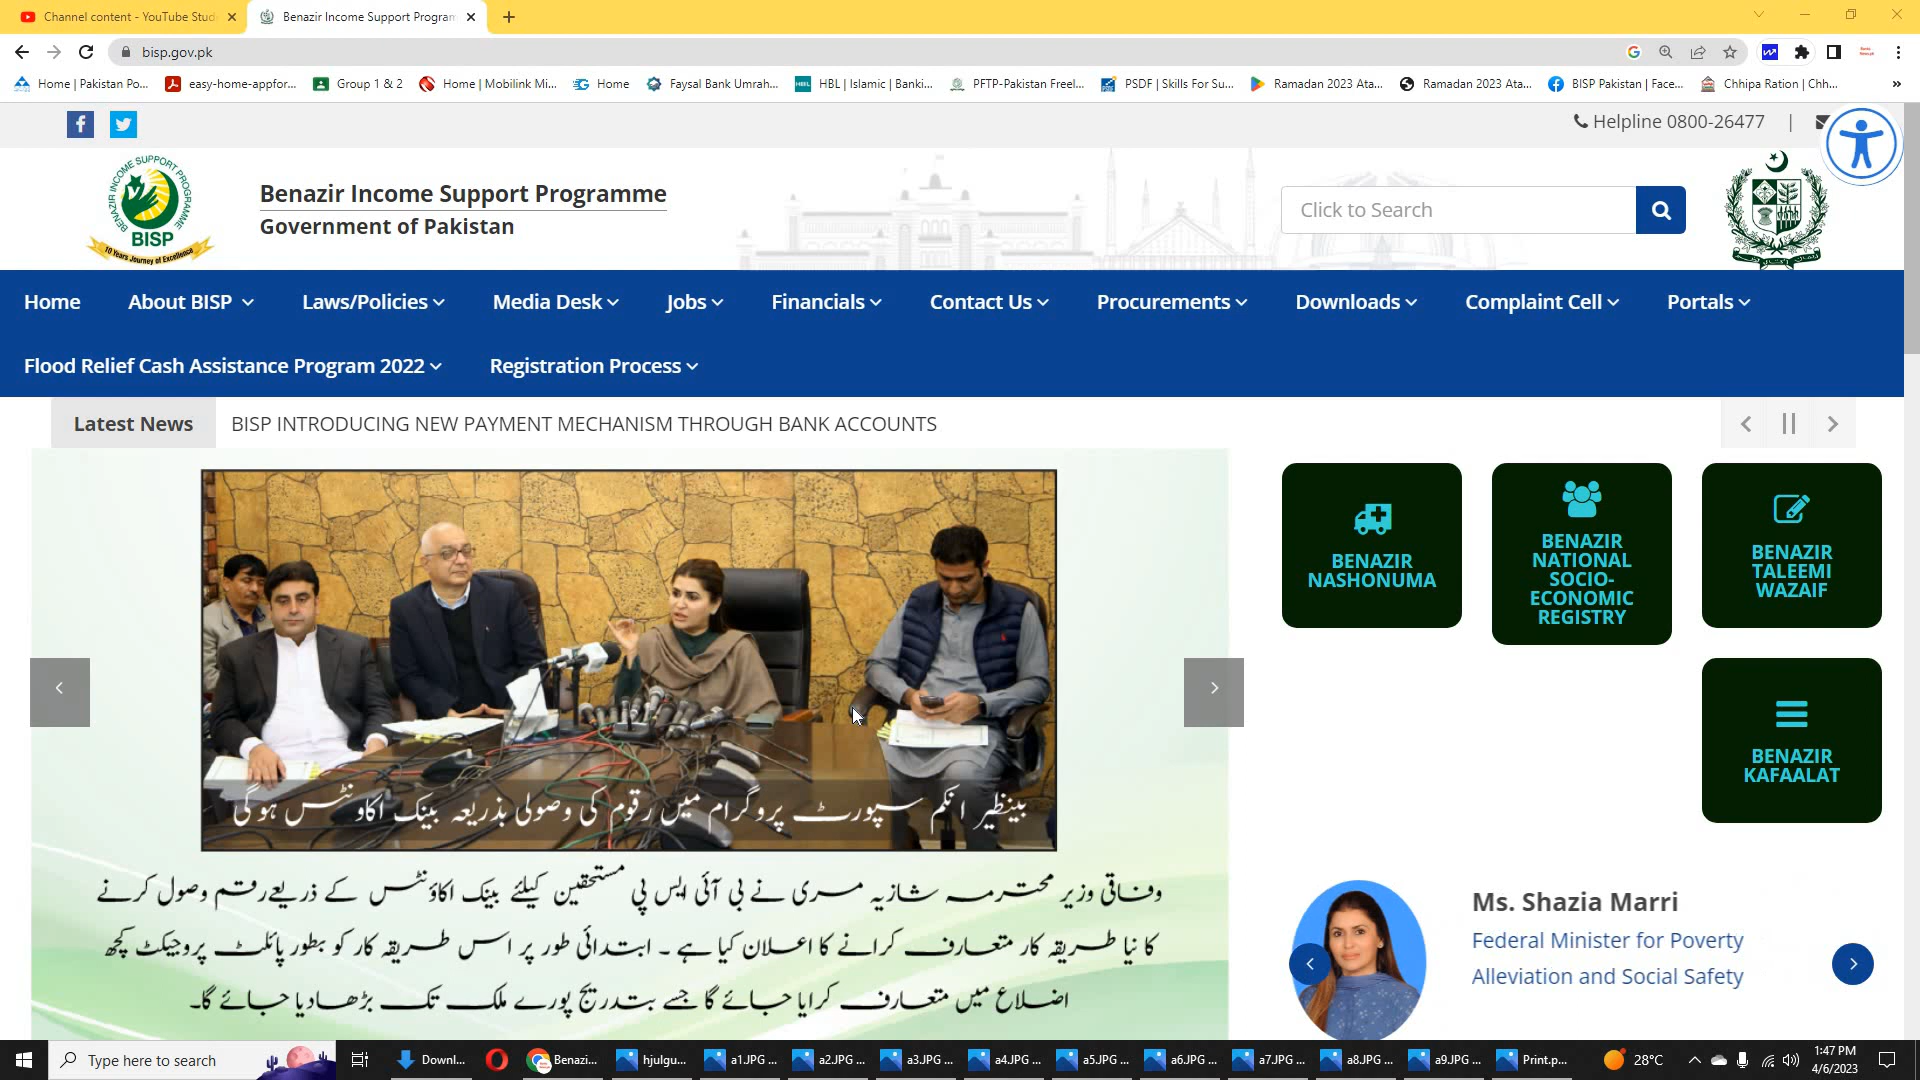 Channel content - YouTube Stud
Benazir Income Support Program
bisp.gov.pk
Home | Pakistan Po...
easy-home-appfor...
Group 1 & 2
Home | Mobilink Mi...
Home
Faysal Bank Umrah...
HBL | Islamic | Banki...
PFTP-Pakistan Freel...
PSDF | Skills For Su...
Ramadan 2023 Ata...
Ramadan 2023 Ata...
BISP Pakistan | Face...
Chhipa Ration | Chh...
»
Helpline 0800-26477 |
BENAZIR INCOME SUPPORT PROGRAMME
BISP
10 Years Journey of Excellence
Benazir Income Support Programme
Government of Pakistan
Click to Search
Home
About BISP
Laws/Policies
Media Desk
Jobs
Financials
Contact Us
Procurements
Downloads
Complaint Cell
Portals
Flood Relief Cash Assistance Program 2022
Registration Process
Latest News
BISP INTRODUCING NEW PAYMENT MECHANISM THROUGH BANK ACCOUNTS
بینظیر انکم سپورٹ پروگرام میں رقوم کی وصولی بذریعہ بینک اکاونٹس ہوگی
وفاقی وزیر محترمہ شازیہ مری نے بی آئی ایس پی مستحقین کیلئے بینک اکاؤنٹس کے ذریعے رقم وصول کرنے
کا نیا طریقہ کار متعارف کرانے کا اعلان کیا ہے ۔ ابتدائی طور پر اس طریقہ کار کو بطور پائلٹ پروجیکٹ کچھ
اضلاع میں متعارف کرایا جائے گا جسے بتدریج پورے ملک تک بڑھادیا جائے گا۔
BENAZIR
NASHONUMA
BENAZIR
NATIONAL
SOCIO-
ECONOMIC
REGISTRY
BENAZIR
TALEEMI
WAZAIF
BENAZIR
KAFAALAT
Ms. Shazia Marri
Federal Minister for Poverty
Alleviation and Social Safety
Type here to search
Downl...
Benazi...
hjulgu...
a1.JPG ...
a2.JPG ...
a3.JPG ...
a4.JPG ...
a5.JPG ...
a6.JPG ...
a7.JPG ...
a8.JPG ...
a9.JPG ...
Print.p...
28°C
1:47 PM
4/6/2023